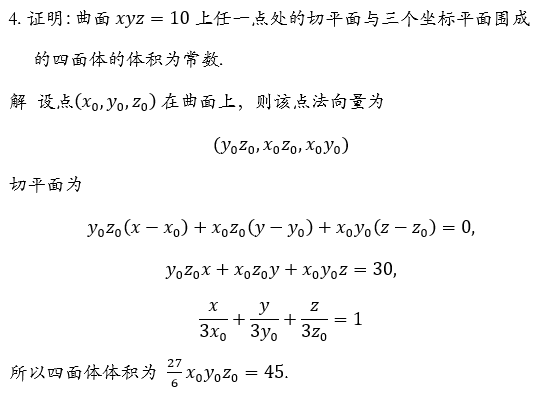 4. 证明: 曲面 xyz = 10 上任一点处的切平面与三个坐标平面围成
的四面体的体积为常数.
解 设点(x₀, y₀, z₀) 在曲面上，则该点法向量为
(y₀z₀, x₀z₀, x₀y₀)
切平面为
y₀z₀(x − x₀) + x₀z₀(y − y₀) + x₀y₀(z − z₀) = 0,
y₀z₀x + x₀z₀y + x₀y₀z = 30,
x/3x₀ + y/3y₀ + z/3z₀ = 1
所以四面体体积为 27/6 x₀y₀z₀ = 45.